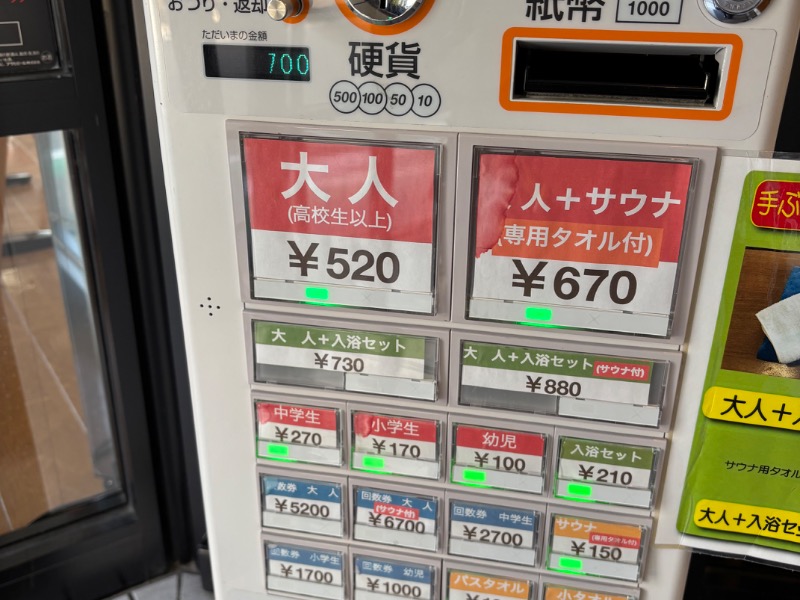 おつり・返却
紙幣
1000
ただいまの金額
700
硬貨
500 100 50 10
大人
(高校生以上)
¥520
人+サウナ
(専用タオル付)
¥670
大 人+入浴セット
¥730
大 人+入浴セット(サウナ付)
¥880
中学生
¥270
小学生
¥170
幼児
¥100
入浴セット
¥210
数券 大人
¥5200
回数券 大人
(サウナ付)
¥6700
回数券 中学生
¥2700
サウナ
(専用タオル付)
¥150
回数券 小学生
¥1700
回数券 幼児
¥1000
バスタオル
小タオル
手ぶ
大人+入
サウナ用タオル
大人+入浴セ